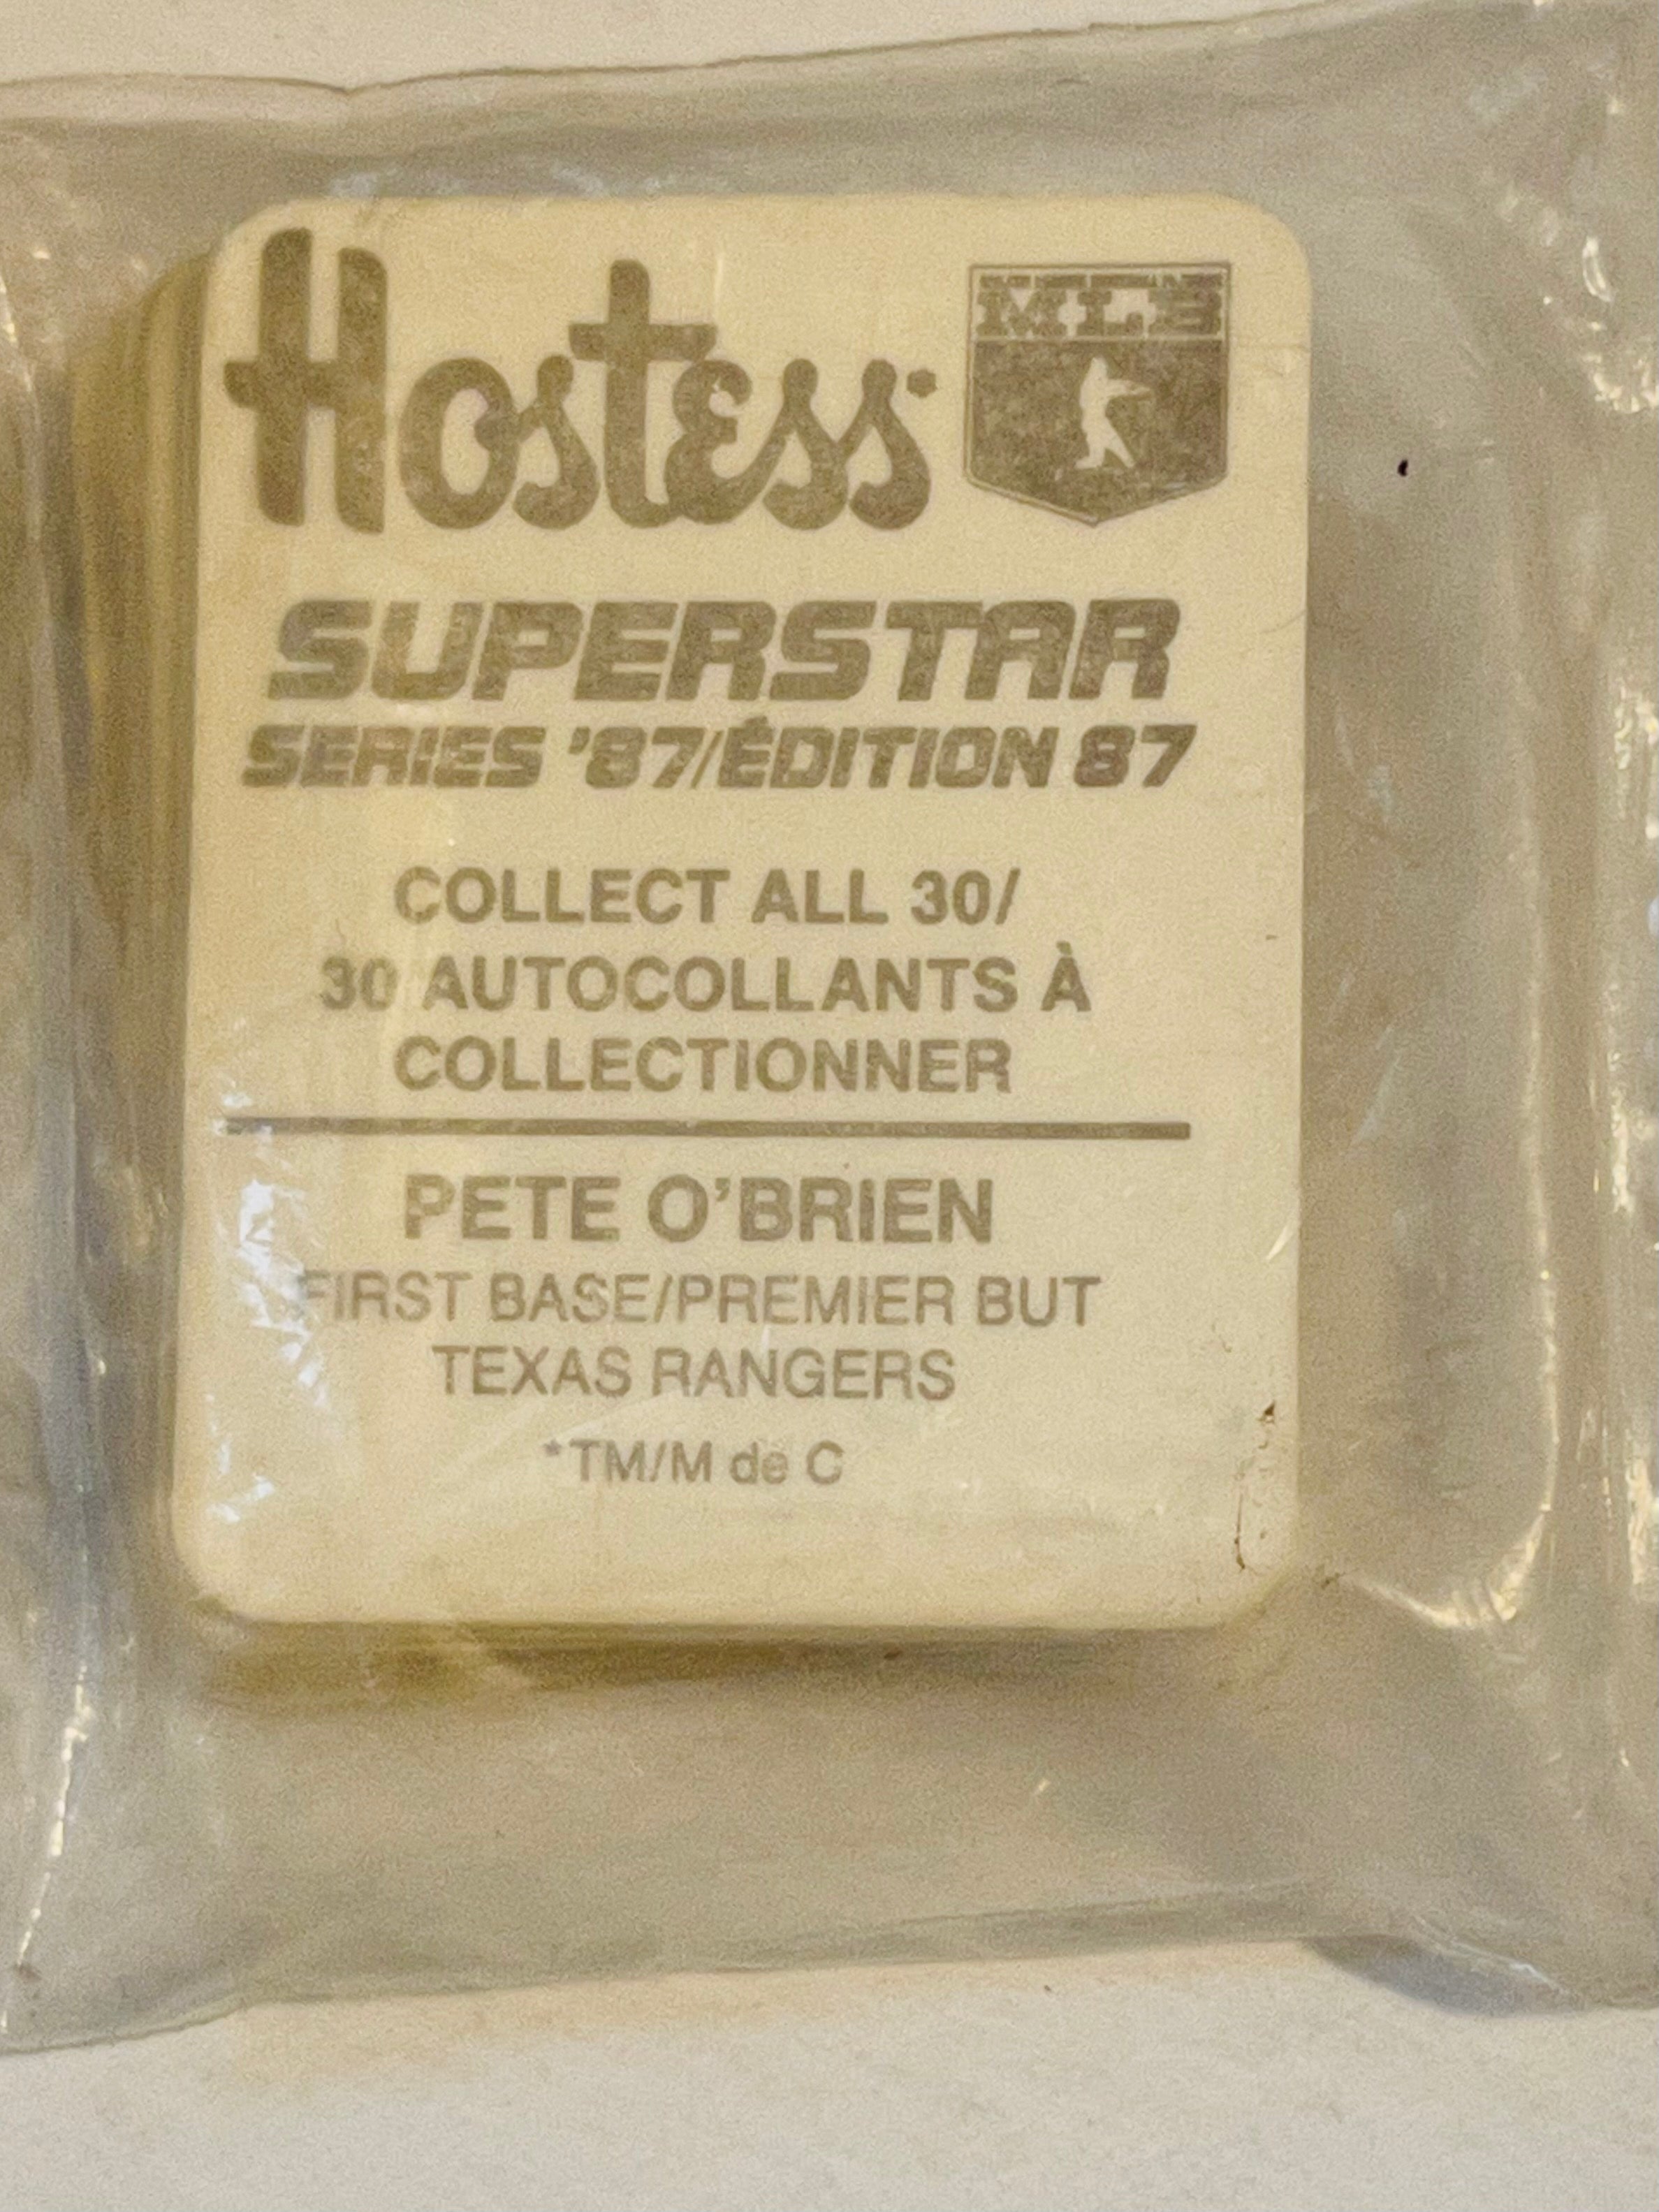 Hostess*
MLB
SUPERSTAR
SERIES '87/ÉDITION 87
COLLECT ALL 30/
30 AUTOCOLLANTS À
COLLECTIONNER
PETE O'BRIEN
FIRST BASE/PREMIER BUT
TEXAS RANGERS
*TM/M de C